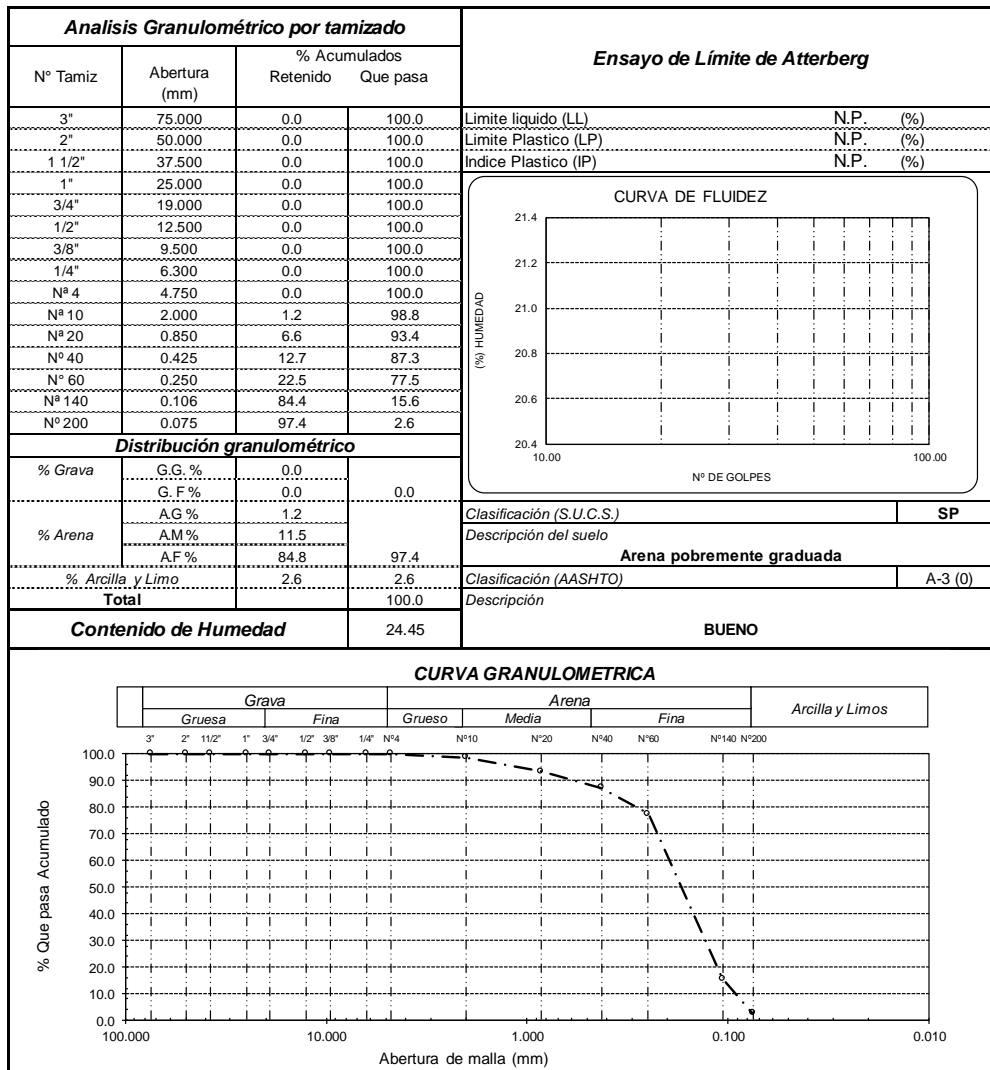 Analisis Granulométrico por tamizado
N° Tamiz Abertura (mm) % Acumulados Retenido Que pasa
3" 75.000 0.0 100.0
2" 50.000 0.0 100.0
1 1/2" 37.500 0.0 100.0
1" 25.000 0.0 100.0
3/4" 19.000 0.0 100.0
1/2" 12.500 0.0 100.0
3/8" 9.500 0.0 100.0
1/4" 6.300 0.0 100.0
Nª 4 4.750 0.0 100.0
Nª 10 2.000 1.2 98.8
Nª 20 0.850 6.6 93.4
Nº 40 0.425 12.7 87.3
N° 60 0.250 22.5 77.5
Nª 140 0.106 84.4 15.6
Nº 200 0.075 97.4 2.6
Distribución granulométrico
% Grava G.G. % 0.0
G. F % 0.0 0.0
A.G % 1.2
% Arena A.M % 11.5
A.F % 84.8 97.4
% Arcilla y Limo 2.6 2.6
Total 100.0
Contenido de Humedad 24.45
Ensayo de Límite de Atterberg
Limite liquido (LL) N.P. (%)
Limite Plastico (LP) N.P. (%)
Indice Plastico (IP) N.P. (%)
CURVA DE FLUIDEZ
(%) HUMEDAD
21.4
21.2
21.0
20.8
20.6
20.4
10.00 100.00
Nº DE GOLPES
Clasificación (S.U.C.S.) SP
Descripción del suelo
Arena pobremente graduada
Clasificación (AASHTO) A-3 (0)
Descripción
BUENO
CURVA GRANULOMETRICA
Grava Arena Arcilla y Limos
Gruesa Fina Grueso Media Fina
3" 2" 11/2" 1" 3/4" 1/2" 3/8" 1/4" Nº4 Nº10 Nº20 Nº40 Nº60 Nº140 Nº200
% Que pasa Acumulado
100.0
90.0
80.0
70.0
60.0
50.0
40.0
30.0
20.0
10.0
0.0
100.000 10.000 1.000 0.100 0.010
Abertura de malla (mm)